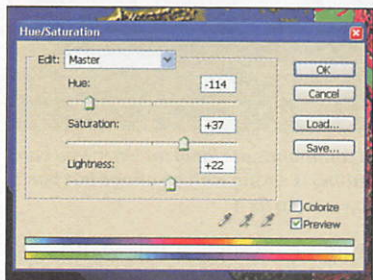 Hue/Saturation
Edit: Master
Hue: -114
Saturation: +37
Lightness: +22
OK
Cancel
Load...
Save...
Colorize
Preview